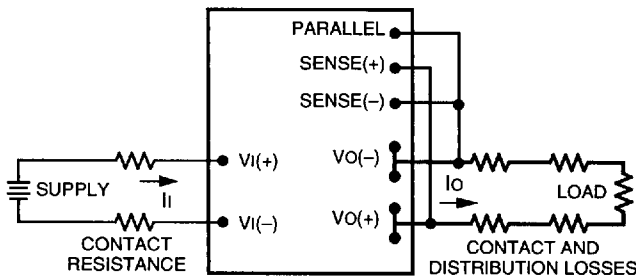 PARALLEL
SENSE(+)
SENSE(–)
VI(+)
VO(–)
SUPPLY
II
IO
LOAD
VI(–)
VO(+)
CONTACT
RESISTANCE
CONTACT AND
DISTRIBUTION LOSSES